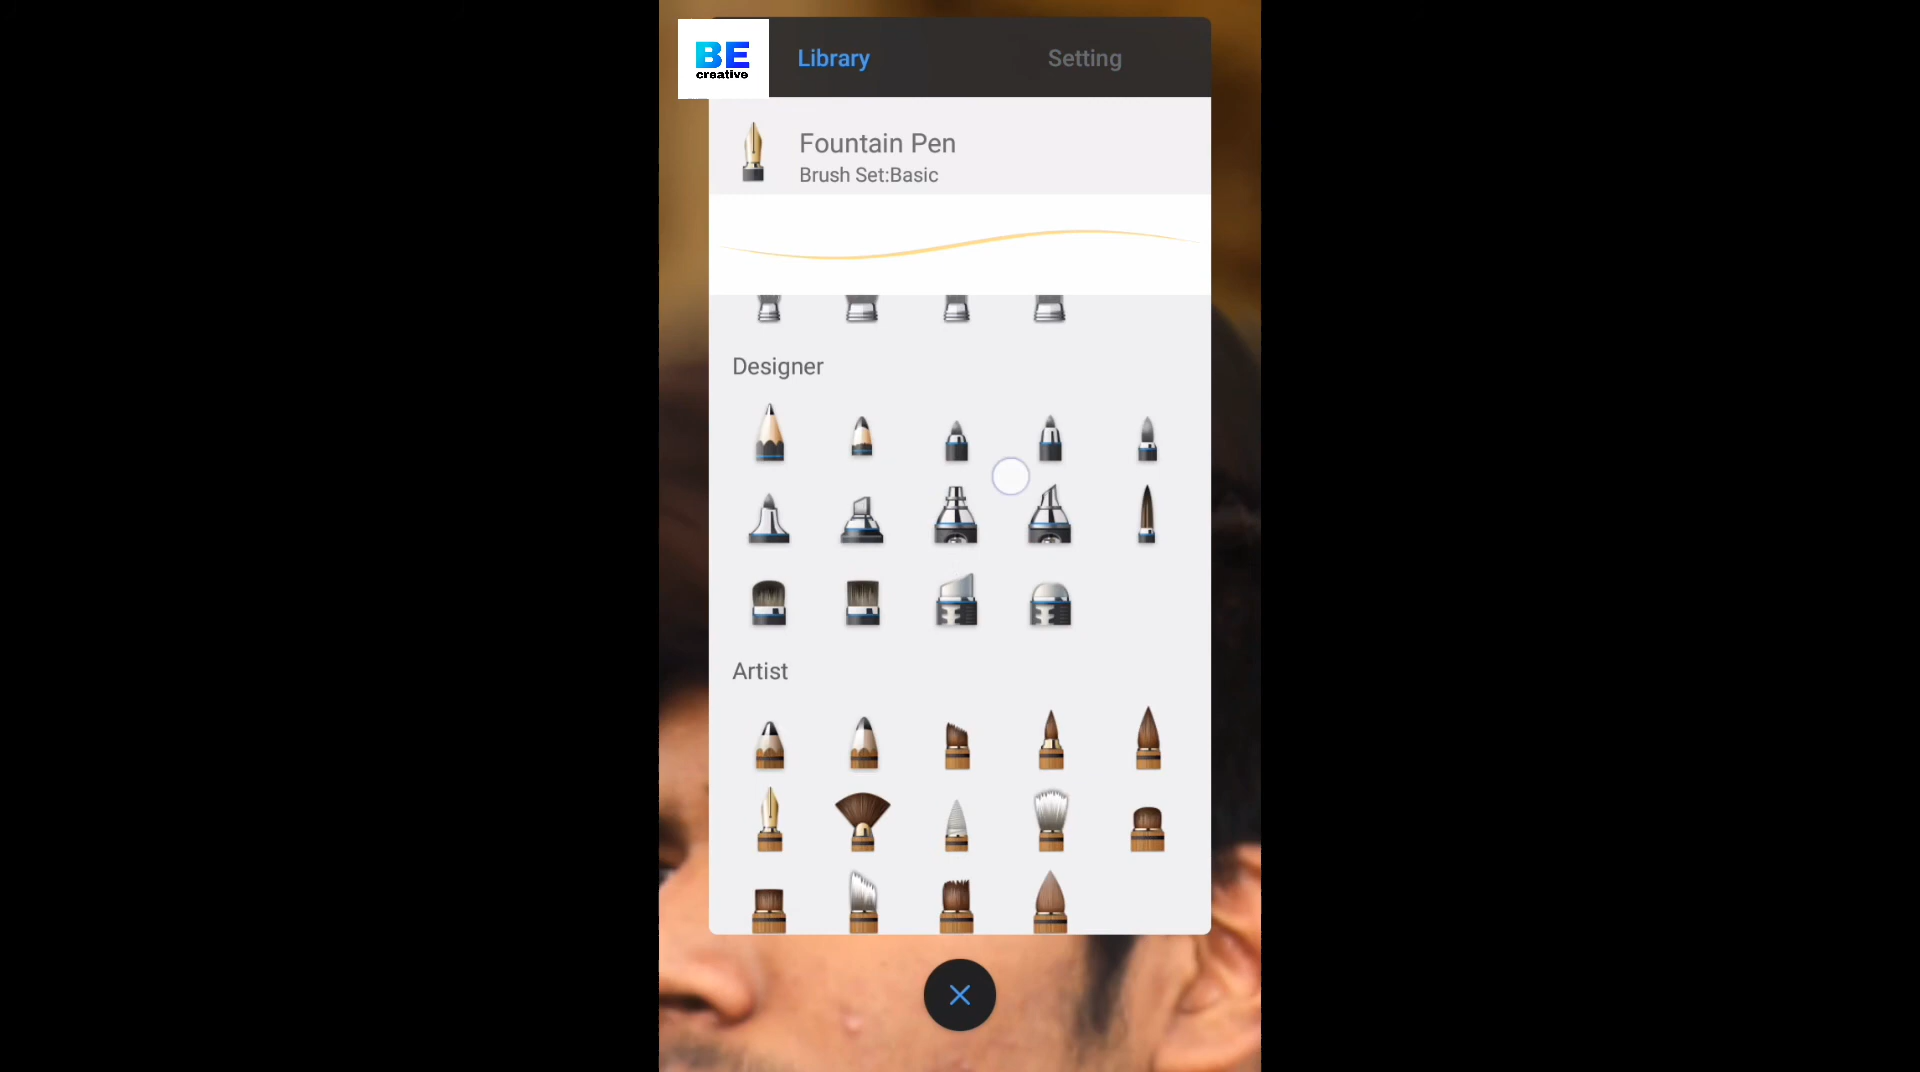 BE
creative
Library
Setting
Fountain Pen
Brush Set:Basic
Designer
Artist